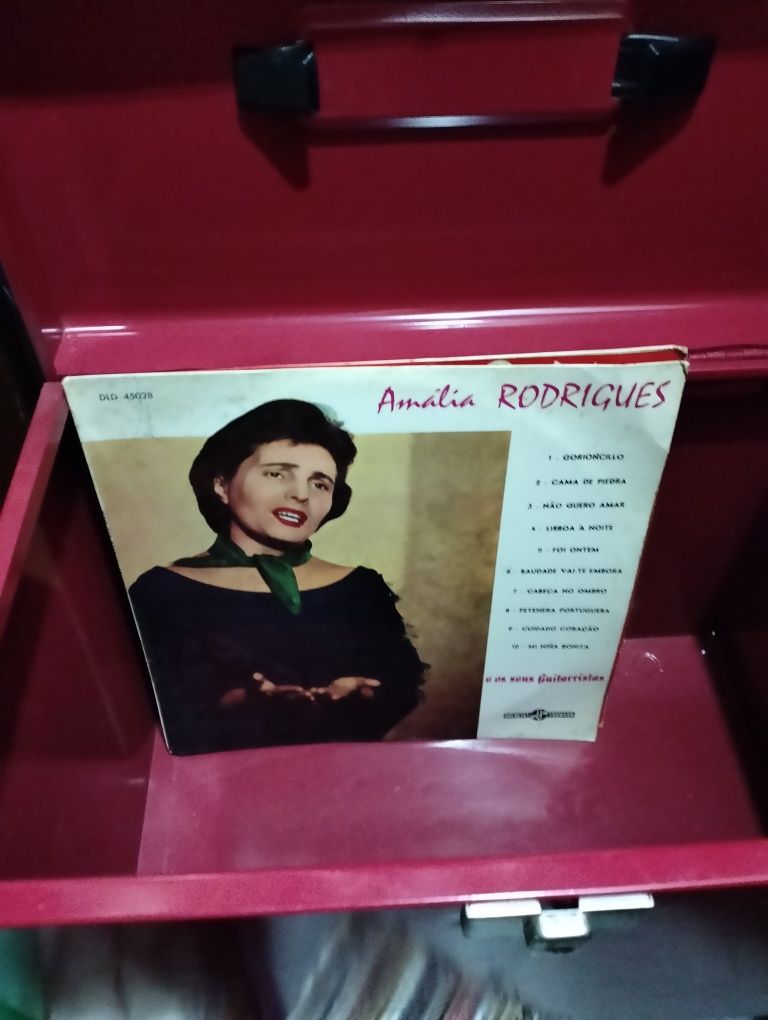 DLD 45028
Amália RODRIGUES
1 - GORIONCILLO
2 - CAMA DE PIEDRA
3 - NÃO QUERO AMAR
4 - LISBOA À NOITE
5 - FOI ONTEM
6 - SAUDADE VAI-TE EMBORA
7 - CABEÇA NO OMBRO
8 - PETENERA PORTUGUESA
9 - CUIDADO CORAÇÃO
10 - MI NIÑA BONITA
e os seus Guitarristas